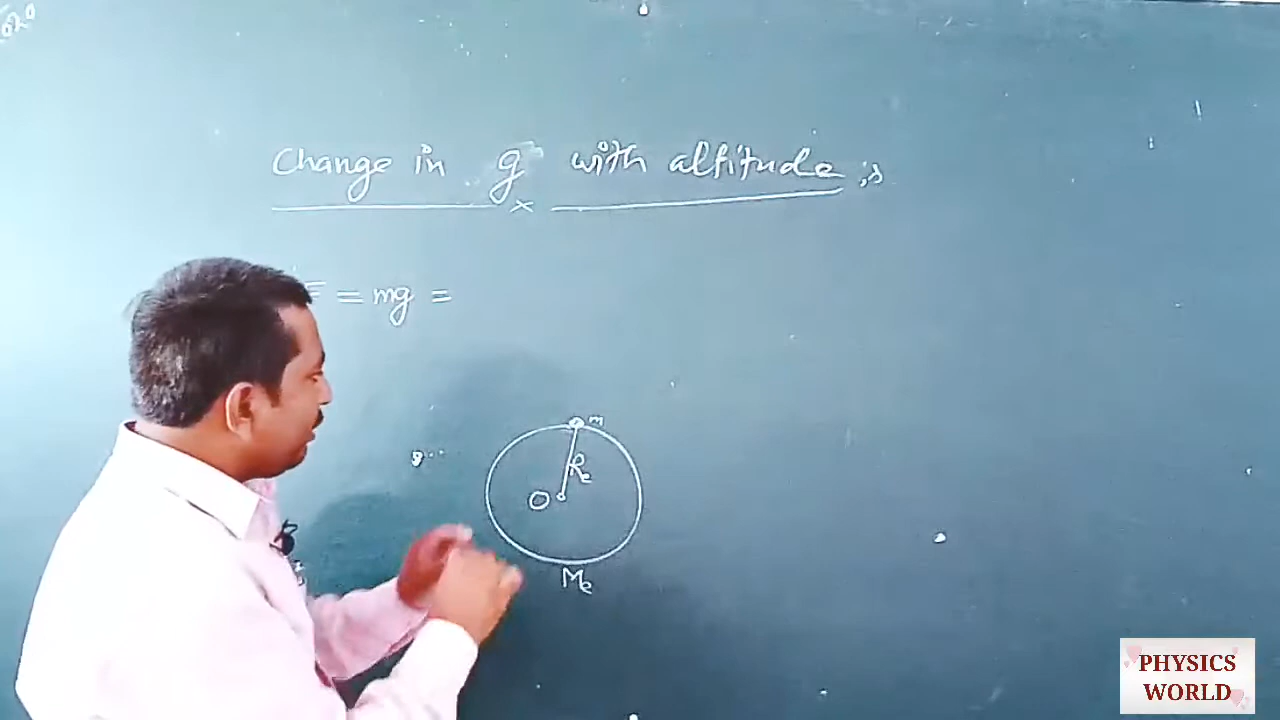 Change in g with altitude :
= mg =
m
Re
O
Me
PHYSICS
WORLD